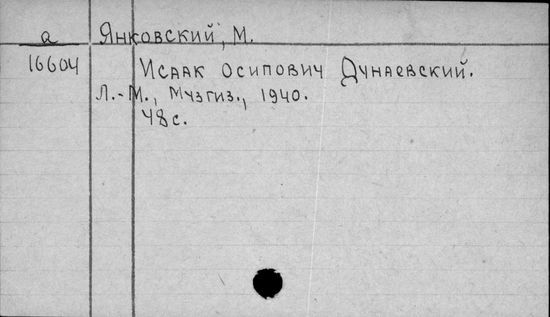 а Янковский, М.
16604 Исаак Осипович Дунаевский.
Л.-М., Музгиз., 1940.
48 с.